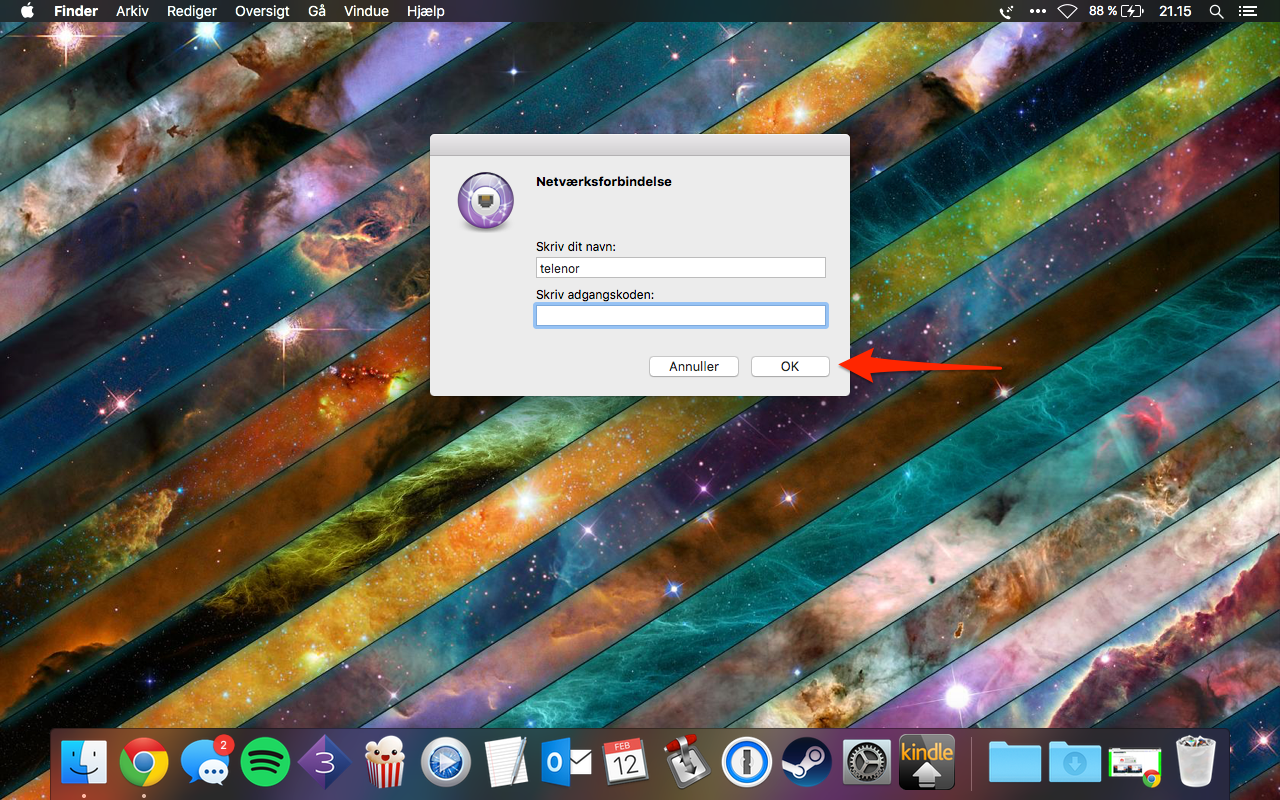 Finder Arkiv Rediger Oversigt Gå Vindue Hjælp 88 % 21.15
Netværksforbindelse
Skriv dit navn:
telenor
Skriv adgangskoden:
Annuller OK
2
3
O
FEB
12
kindle